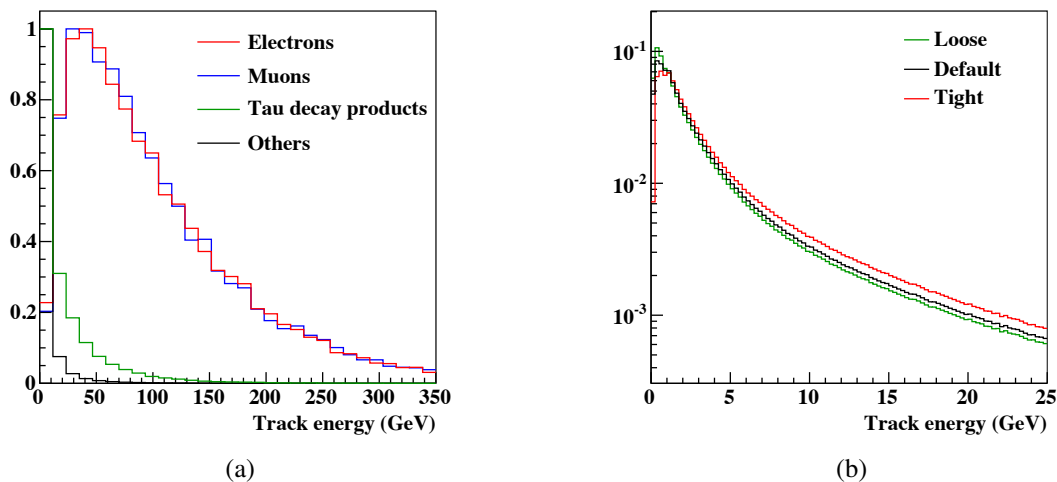 1
0.8
0.6
0.4
0.2
0
0 50 100 150 200 250 300 350
Track energy (GeV)
Electrons
Muons
Tau decay products
Others
(a)
10-1
10-2
10-3
0 5 10 15 20 25
Track energy (GeV)
Loose
Default
Tight
(b)